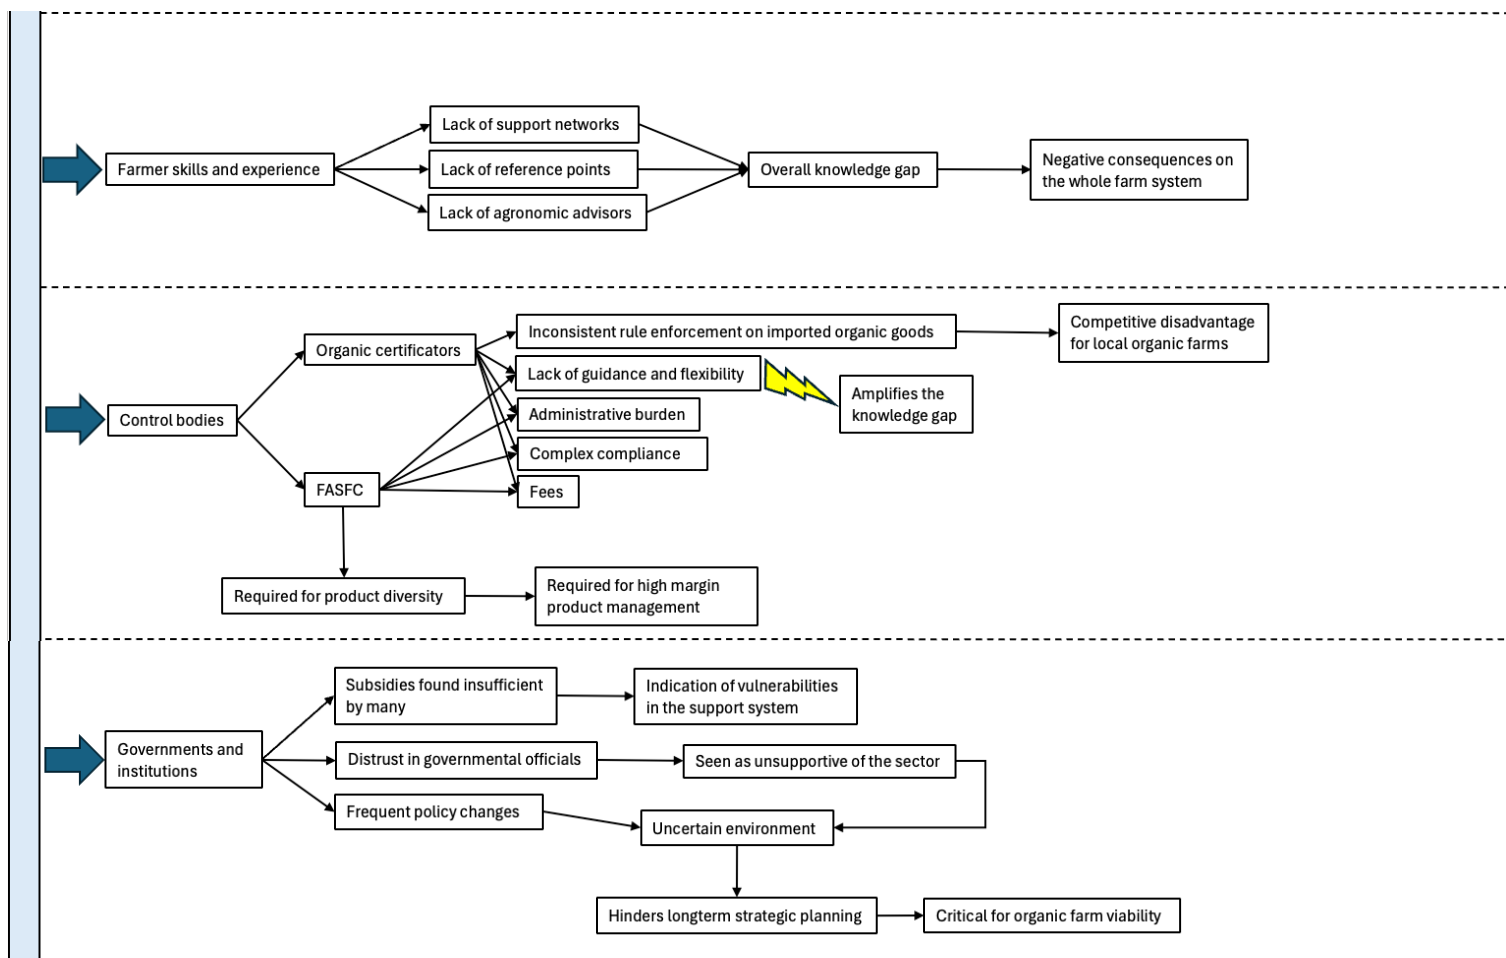 Lack of support networks
Farmer skills and experience
Lack of reference points
Lack of agronomic advisors
Overall knowledge gap
Negative consequences on
the whole farm system
Organic certificators
Inconsistent rule enforcement on imported organic goods
Competitive disadvantage
for local organic farms
Lack of guidance and flexibility
Amplifies the
knowledge gap
Control bodies
Administrative burden
Complex compliance
FASFC
Fees
Required for product diversity
Required for high margin
product management
Subsidies found insufficient
by many
Indication of vulnerabilities
in the support system
Governments and
institutions
Distrust in governmental officials
Seen as unsupportive of the sector
Frequent policy changes
Uncertain environment
Hinders longterm strategic planning
Critical for organic farm viability